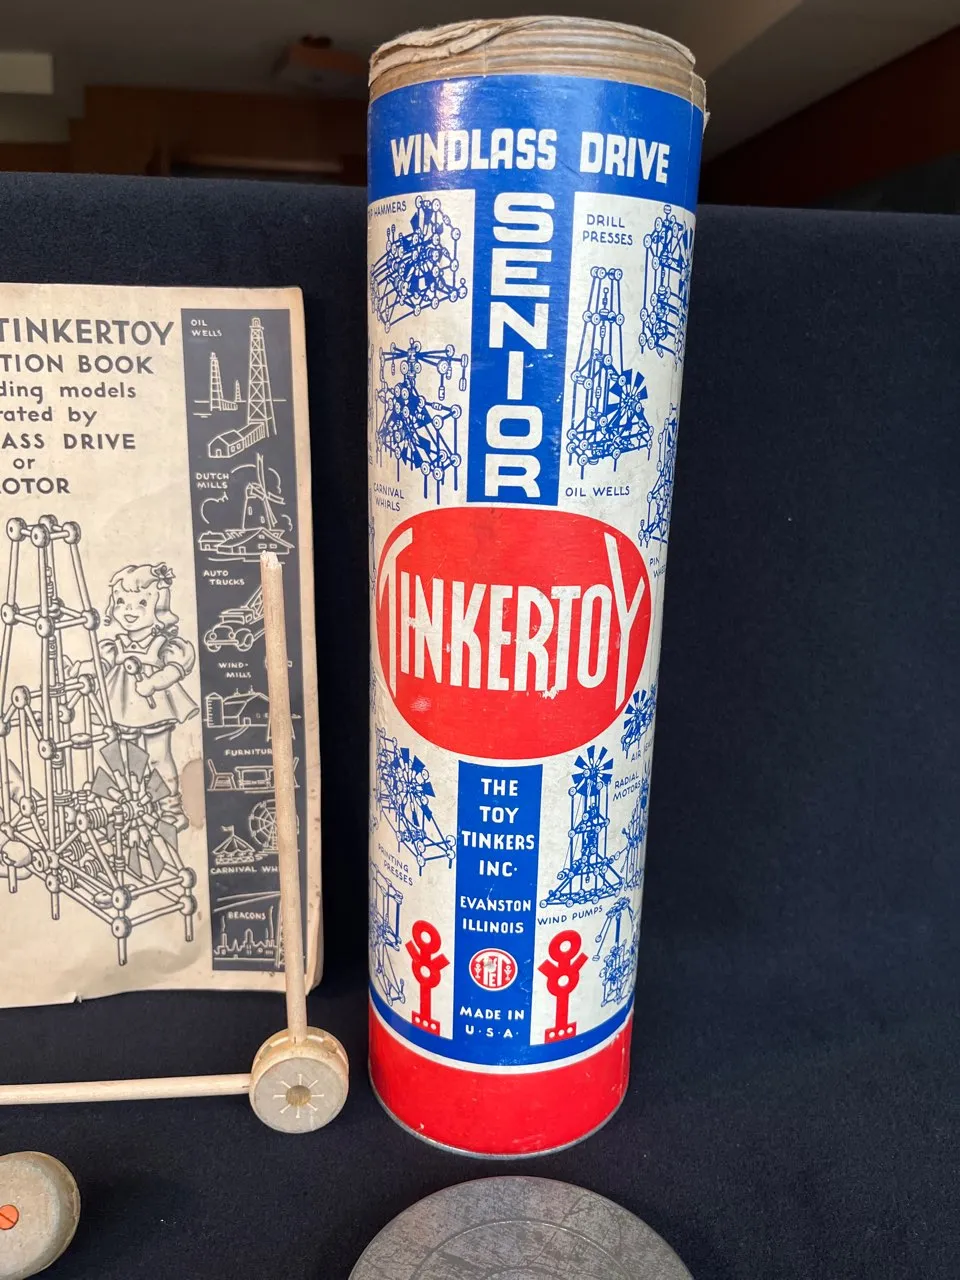 TINKERTOY
TION BOOK
ding models
rated by
ASS DRIVE
or
OTOR
OIL
WELLS
DUTCH
MILLS
AUTO
TRUCKS
WIND-
MILLS
FURNITUR
CARNIVAL WH
BEACONS
WINDLASS DRIVE
SENIOR
HAMMERS
DRILL
PRESSES
CARNIVAL
WHIRLS
OIL WELLS
PIN
TINKERTOY
AIR
RADIAL
MOTORS
PRINTING
PRESSES
WIND PUMPS
THE
TOY
TINKERS
INC.
EVANSTON
ILLINOIS
MADE IN
U.S.A.